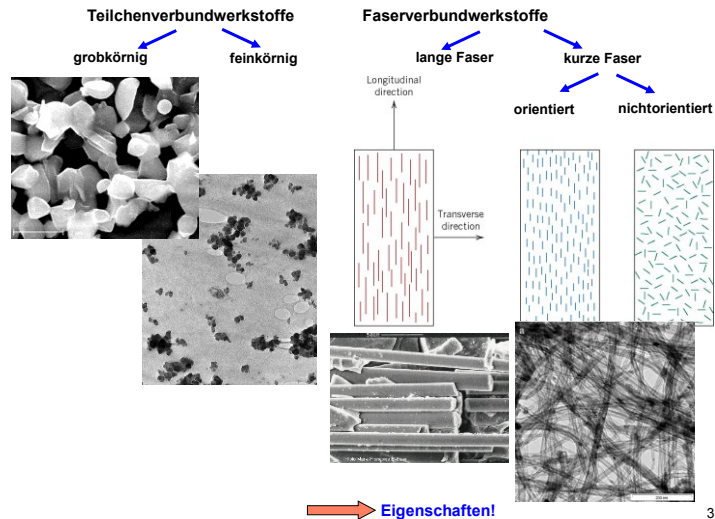 Teilchenverbundwerkstoffe
grobkörnig
feinkörnig
Faserverbundwerkstoffe
lange Faser
kurze Faser
orientiert
nichtorientiert
Longitudinal
direction
Transverse
direction
a
Eigenschaften!
3